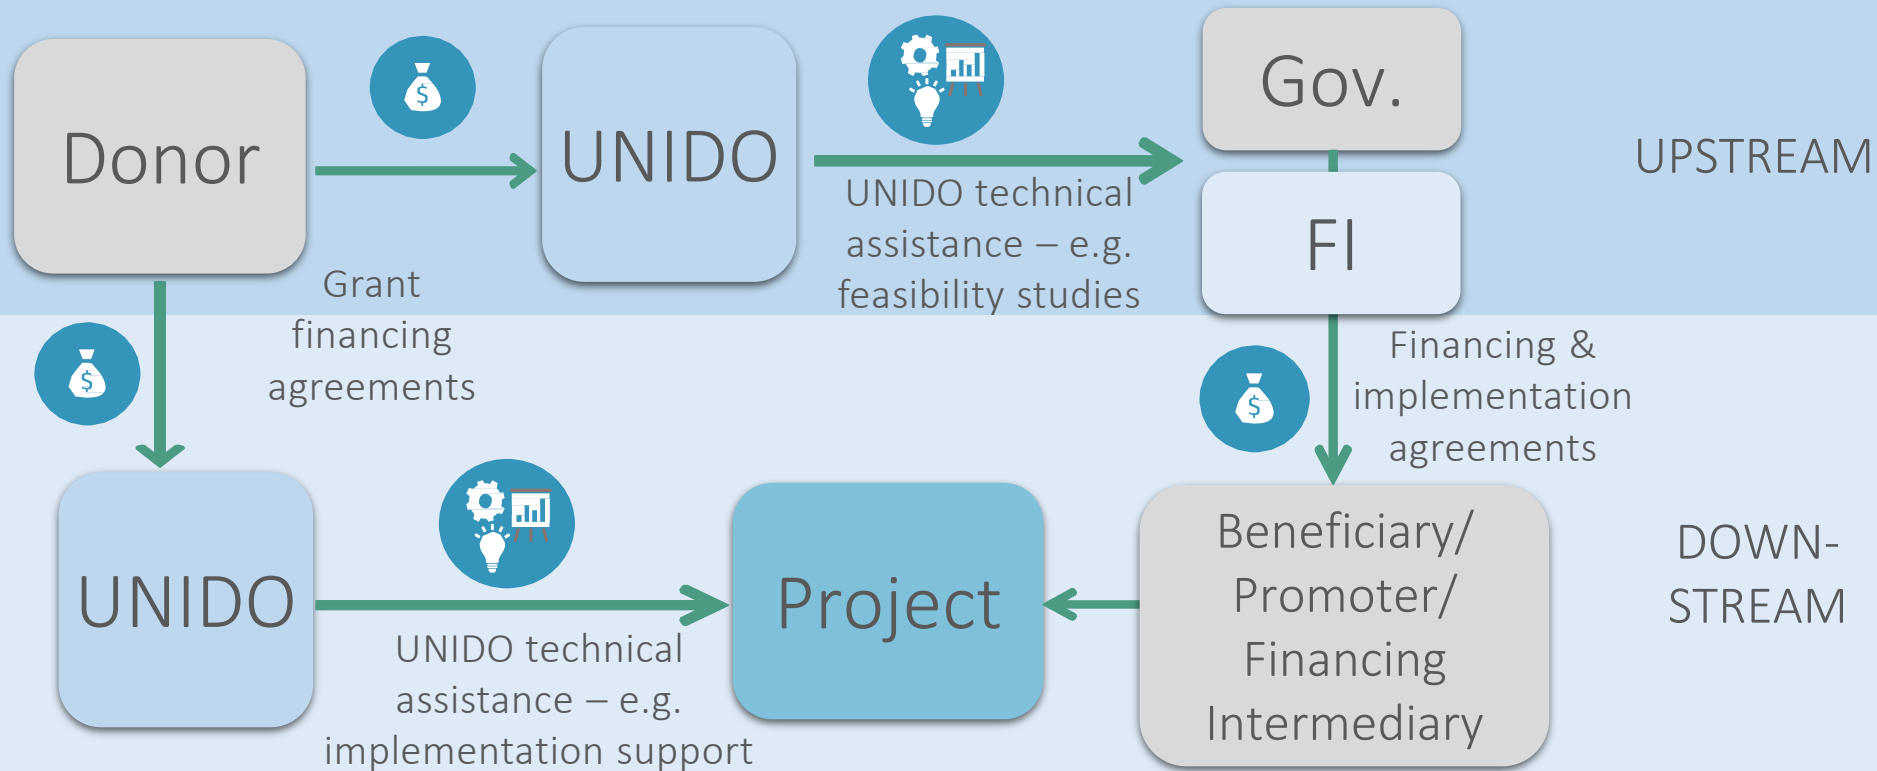 Donor
$
UNIDO
UNIDO technical
assistance – e.g.
feasibility studies
Gov.
FI
UPSTREAM
Grant
financing
agreements
$
$
Financing &
implementation
agreements
UNIDO
UNIDO technical
assistance – e.g.
implementation support
Project
Beneficiary/
Promoter/
Financing
Intermediary
DOWN-
STREAM